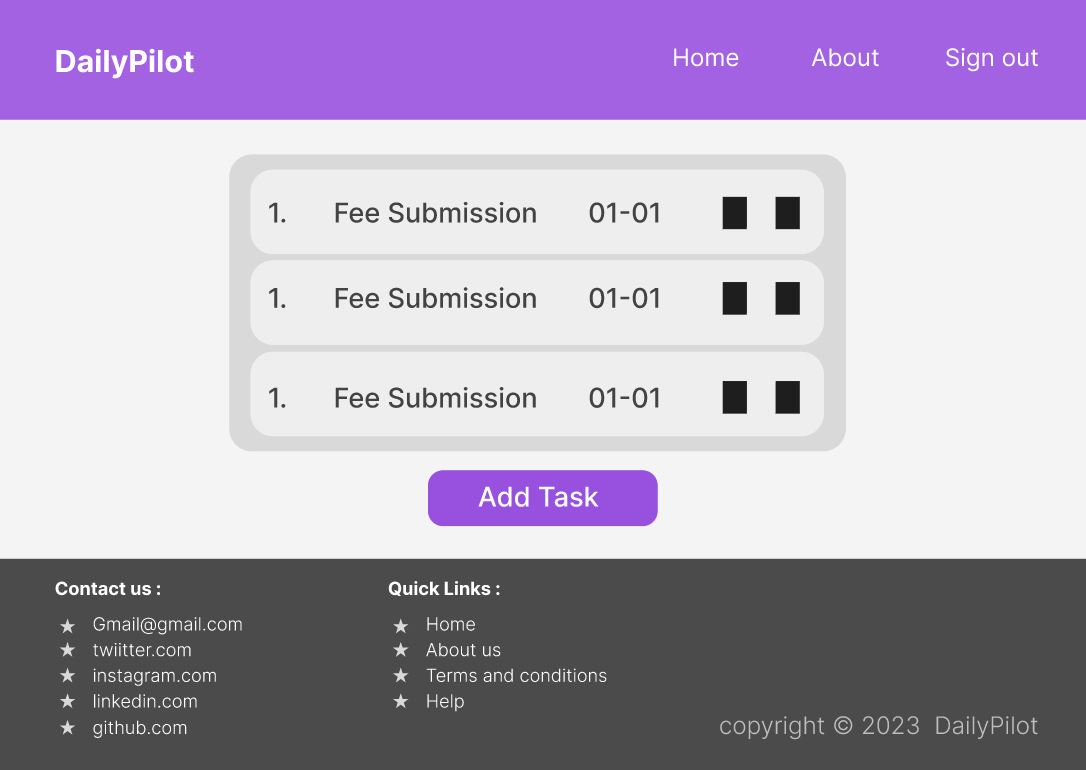 DailyPilot Home About Sign out
1. Fee Submission 01-01
1. Fee Submission 01-01
1. Fee Submission 01-01
Add Task
Contact us :
Gmail@gmail.com
twiitter.com
instagram.com
linkedin.com
github.com
Quick Links :
Home
About us
Terms and conditions
Help
copyright © 2023 DailyPilot